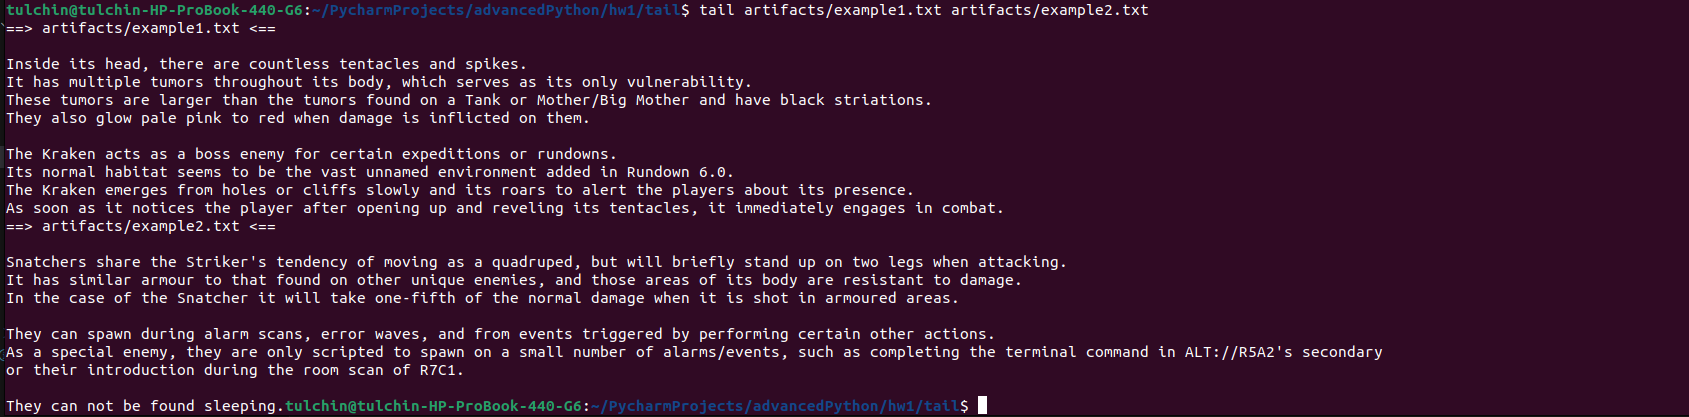 tulchin@tulchin-HP-ProBook-440-G6:~/PycharmProjects/advancedPython/hw1/tail$ tail artifacts/example1.txt artifacts/example2.txt
==> artifacts/example1.txt <==
Inside its head, there are countless tentacles and spikes.
It has multiple tumors throughout its body, which serves as its only vulnerability.
These tumors are larger than the tumors found on a Tank or Mother/Big Mother and have black striations.
They also glow pale pink to red when damage is inflicted on them.
The Kraken acts as a boss enemy for certain expeditions or rundowns.
Its normal habitat seems to be the vast unnamed environment added in Rundown 6.0.
The Kraken emerges from holes or cliffs slowly and its roars to alert the players about its presence.
As soon as it notices the player after opening up and reveling its tentacles, it immediately engages in combat.
==> artifacts/example2.txt <==
Snatchers share the Striker's tendency of moving as a quadruped, but will briefly stand up on two legs when attacking.
It has similar armour to that found on other unique enemies, and those areas of its body are resistant to damage.
In the case of the Snatcher it will take one-fifth of the normal damage when it is shot in armoured areas.
They can spawn during alarm scans, error waves, and from events triggered by performing certain other actions.
As a special enemy, they are only scripted to spawn on a small number of alarms/events, such as completing the terminal command in ALT://R5A2's secondary
or their introduction during the room scan of R7C1.
They can not be found sleeping.tulchin@tulchin-HP-ProBook-440-G6:~/PycharmProjects/advancedPython/hw1/tail$